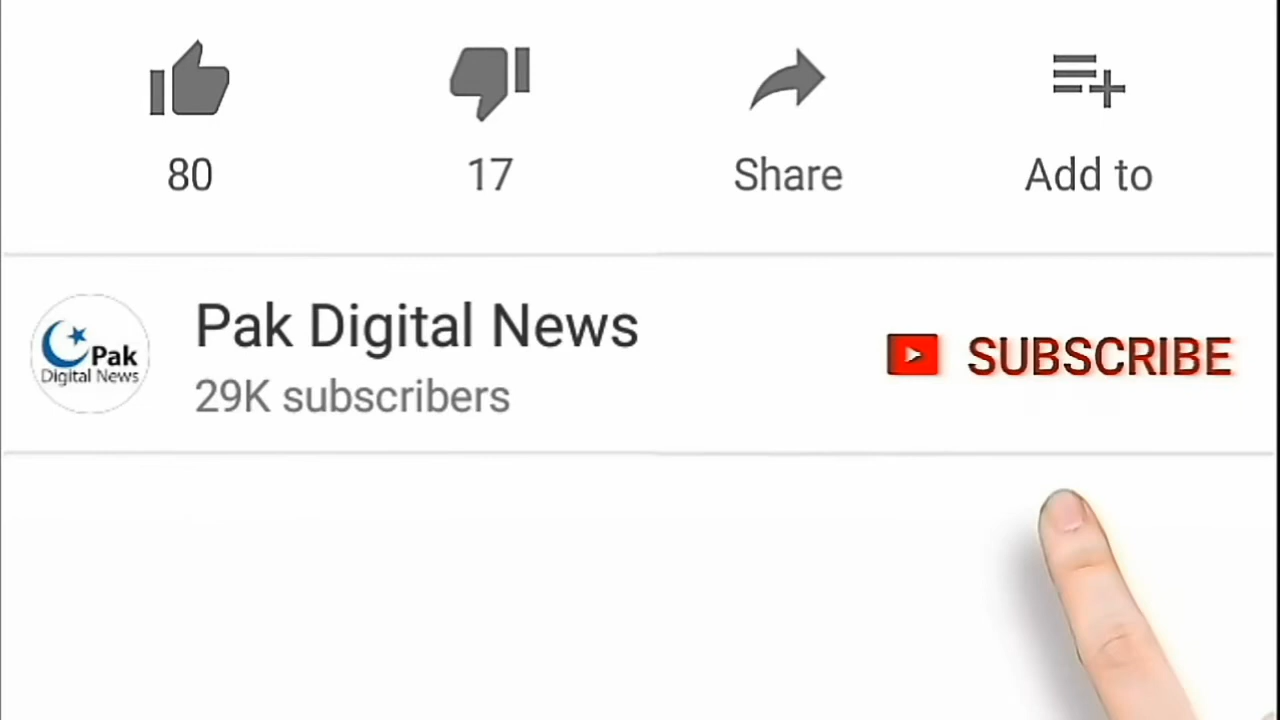 80
17
Share
Add to
Pak
Digital News
Pak Digital News
29K subscribers
SUBSCRIBE